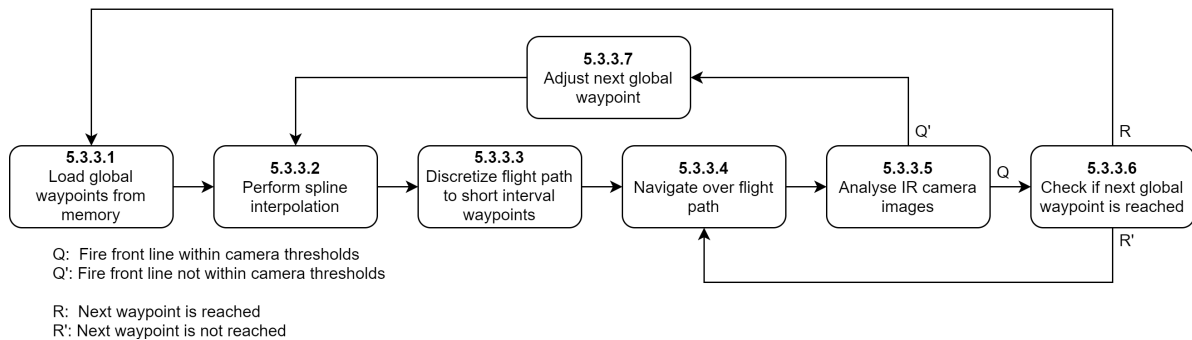 5.3.3.7
Adjust next global
waypoint
Q'
R
5.3.3.1
Load global
waypoints from
memory
5.3.3.2
Perform spline
interpolation
5.3.3.3
Discretize flight path
to short interval
waypoints
5.3.3.4
Navigate over flight
path
5.3.3.5
Analyse IR camera
images
Q
5.3.3.6
Check if next global
waypoint is reached
R'
Q: Fire front line within camera thresholds
Q': Fire front line not within camera thresholds
R: Next waypoint is reached
R': Next waypoint is not reached